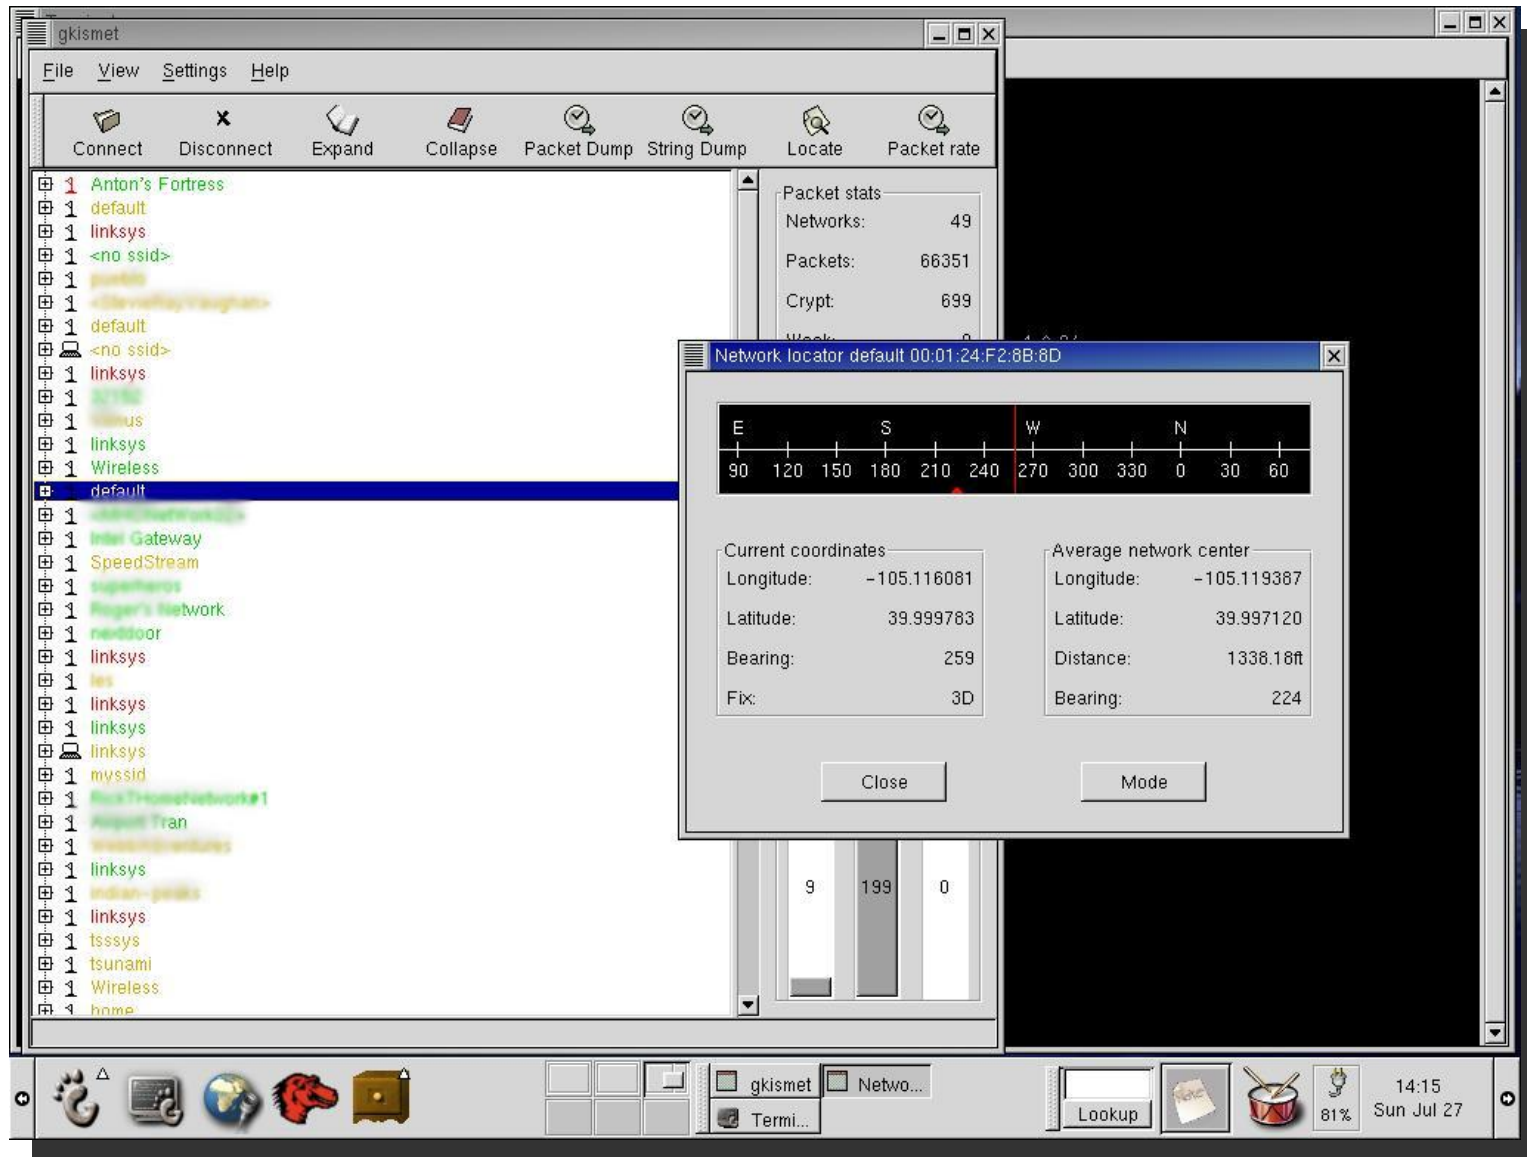 gkismet
File View Settings Help
Connect Disconnect Expand Collapse Packet Dump String Dump Locate Packet rate
Anton's Fortress
default
linksys
<no ssid>
default
<no ssid>
linksys
linksys
Wireless
default
Gateway
SpeedStream
Network
linksys
linksys
linksys
linksys
myssid
Tran
linksys
linksys
tsssys
tsunami
Wireless
home
Packet stats
Networks: 49
Packets: 66351
Crypt: 699
9 199 0
Network locator default 00:01:24:F2:8B:8D
E S W N
90 120 150 180 210 240 270 300 330 0 30 60
Current coordinates
Longitude: -105.116081
Latitude: 39.999783
Bearing: 259
Fix: 3D
Average network center
Longitude: -105.119387
Latitude: 39.997120
Distance: 1338.18ft
Bearing: 224
Close Mode
gkismet Netwo...
Termi...
Lookup
81%
14:15
Sun Jul 27